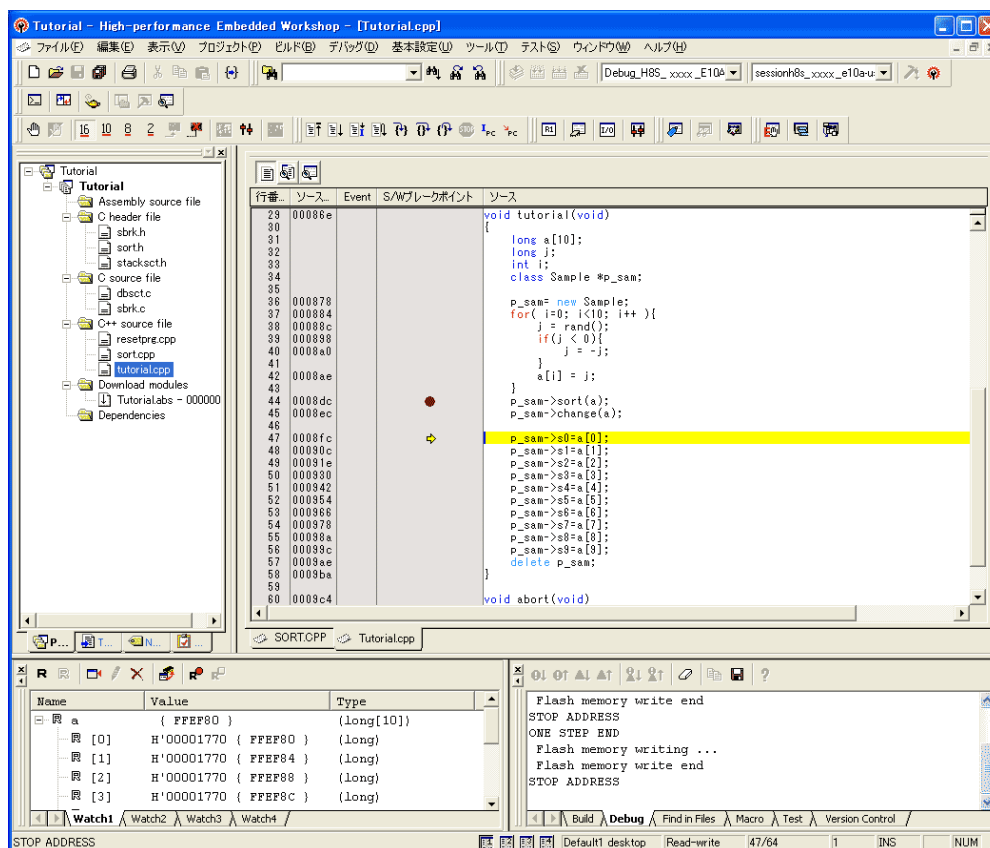 Tutorial - High-performance Embedded Workshop - [Tutorial.cpp]
ファイル(F) 編集(E) 表示(V) プロジェクト(P) ビルド(B) デバッグ(D) 基本設定(U) ツール(T) テスト(S) ウィンドウ(W) ヘルプ(H)
Debug_H8S_ xxxx _E10A sessionh8s_xxxx_e10a-u
16 10 8 2
Tutorial
Tutorial
Assembly source file
C header file
sbrk.h
sort.h
stacksct.h
C source file
dbsct.c
sbrk.c
C++ source file
resetprg.cpp
sort.cpp
tutorial.cpp
Download modules
Tutorial.abs - 000000
Dependencies
P... T... N... ...
行番... ソース... Event S/Wブレークポイント ソース
29 00086e void tutorial(void)
30 {
31 long a[10];
32 long j;
33 int i;
34 class Sample *p_sam;
35
36 000878 p_sam= new Sample;
37 000884 for( i=0; i<10; i++ ){
38 00088c j = rand();
39 000898 if(j < 0){
40 0008a0 j = -j;
41 }
42 0008ae a[i] = j;
43 }
44 0008dc p_sam->sort(a);
45 0008ec p_sam->change(a);
46
47 0008fc p_sam->s0=a[0];
48 00090c p_sam->s1=a[1];
49 00091e p_sam->s2=a[2];
50 000930 p_sam->s3=a[3];
51 000942 p_sam->s4=a[4];
52 000954 p_sam->s5=a[5];
53 000966 p_sam->s6=a[6];
54 000978 p_sam->s7=a[7];
55 00098a p_sam->s8=a[8];
56 00099c p_sam->s9=a[9];
57 0009ae delete p_sam;
58 0009ba }
59
60 0009c4 void abort(void)
SORT.CPP Tutorial.cpp
Name Value Type
R a { FFEF80 } (long[10])
R [0] H'00001770 { FFEF80 } (long)
R [1] H'00001770 { FFEF84 } (long)
R [2] H'00001770 { FFEF88 } (long)
R [3] H'00001770 { FFEF8C } (long)
Watch1 Watch2 Watch3 Watch4
Flash memory write end
STOP ADDRESS
ONE STEP END
Flash memory writing ...
Flash memory write end
STOP ADDRESS
Build Debug Find in Files Macro Test Version Control
STOP ADDRESS Default1 desktop Read-write 47/64 1 INS NUM